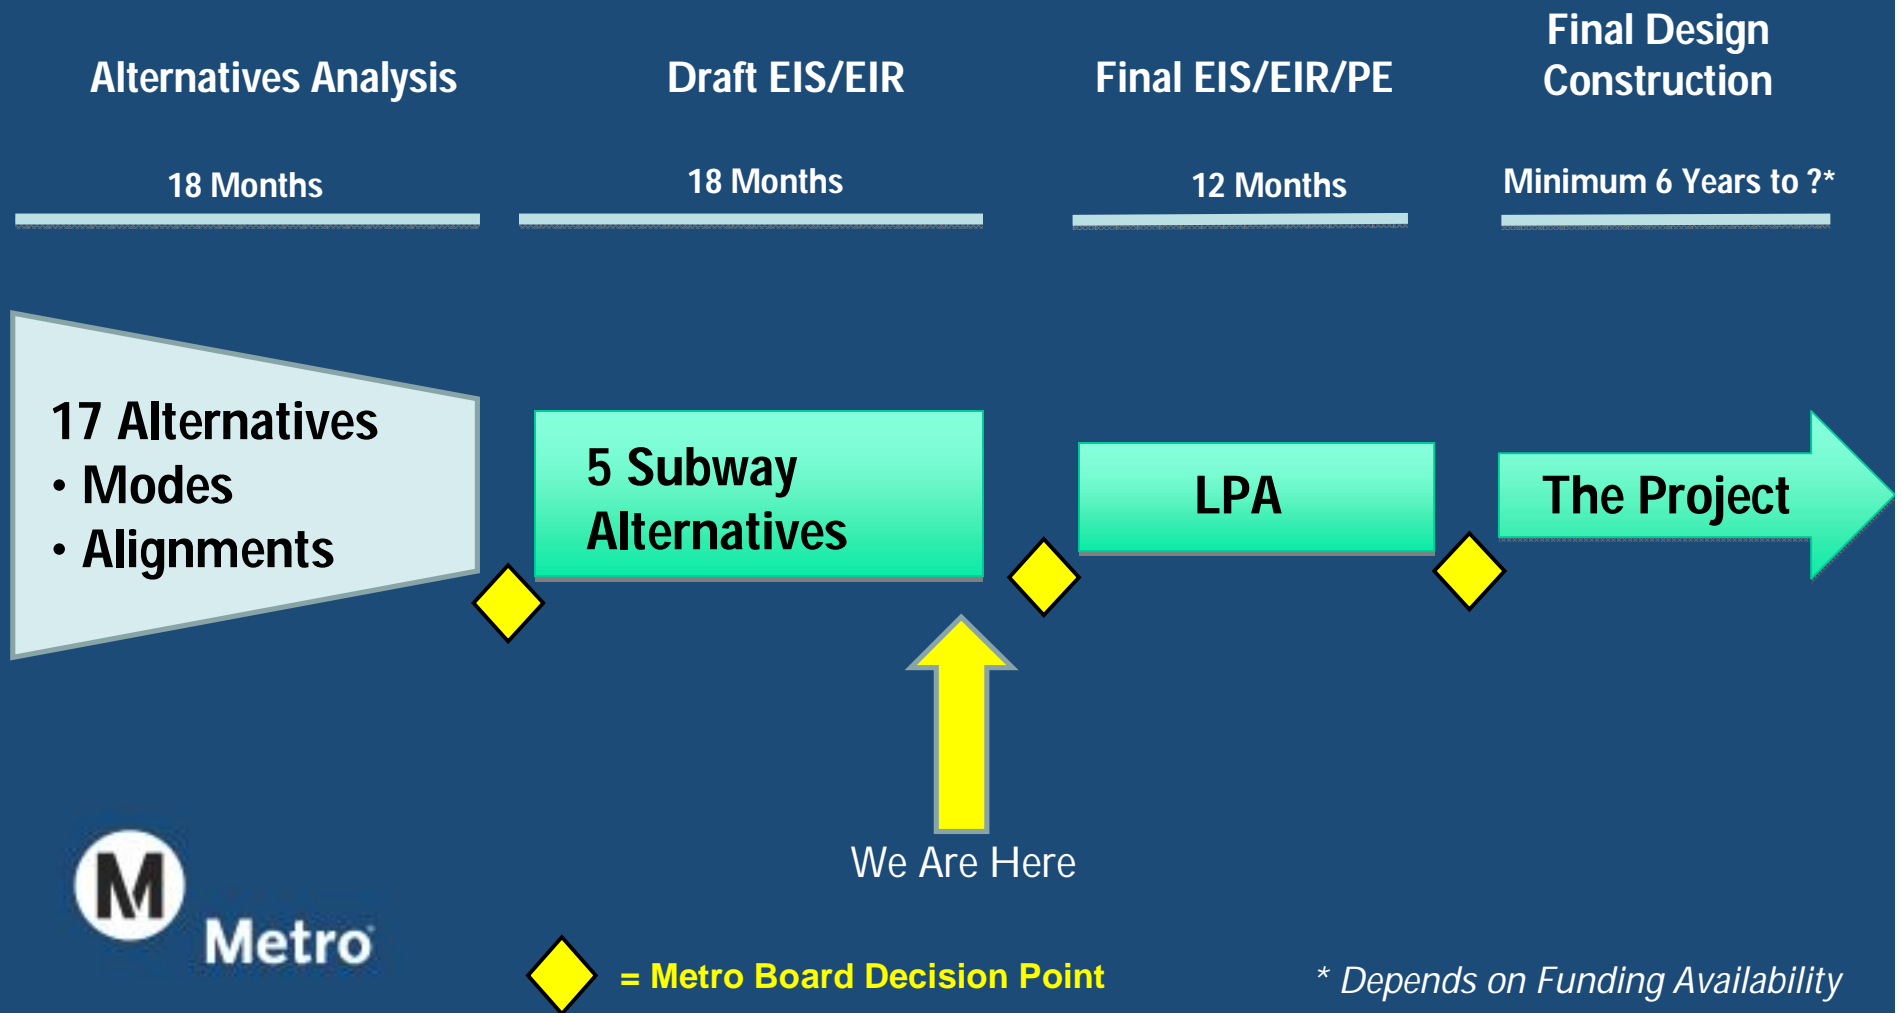 Alternatives Analysis
Draft EIS/EIR
Final EIS/EIR/PE
Final Design
Construction
18 Months
18 Months
12 Months
Minimum 6 Years to ?*
17 Alternatives
• Modes
• Alignments
5 Subway
Alternatives
LPA
The Project
We Are Here
M
Metro
= Metro Board Decision Point
* Depends on Funding Availability